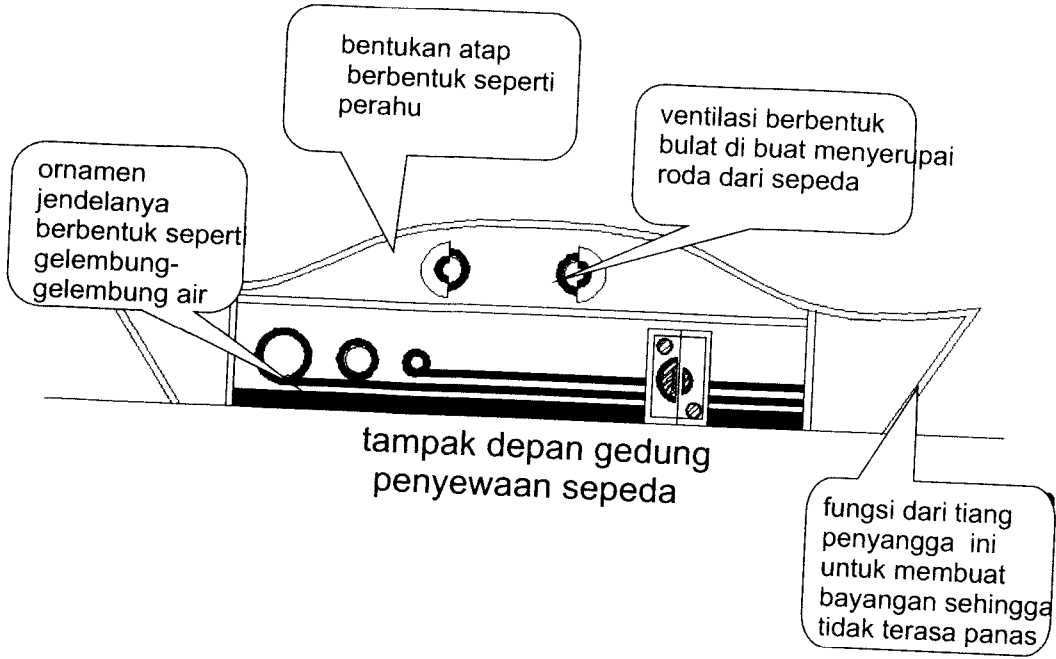 bentukan atap
berbentuk seperti
perahu
ventilasi berbentuk
bulat di buat menyerupai
roda dari sepeda
ornamen
jendelanya
berbentuk sepert
gelembung-
gelembung air
tampak depan gedung
penyewaan sepeda
fungsi dari tiang
penyangga ini
untuk membuat
bayangan sehingga
tidak terasa panas